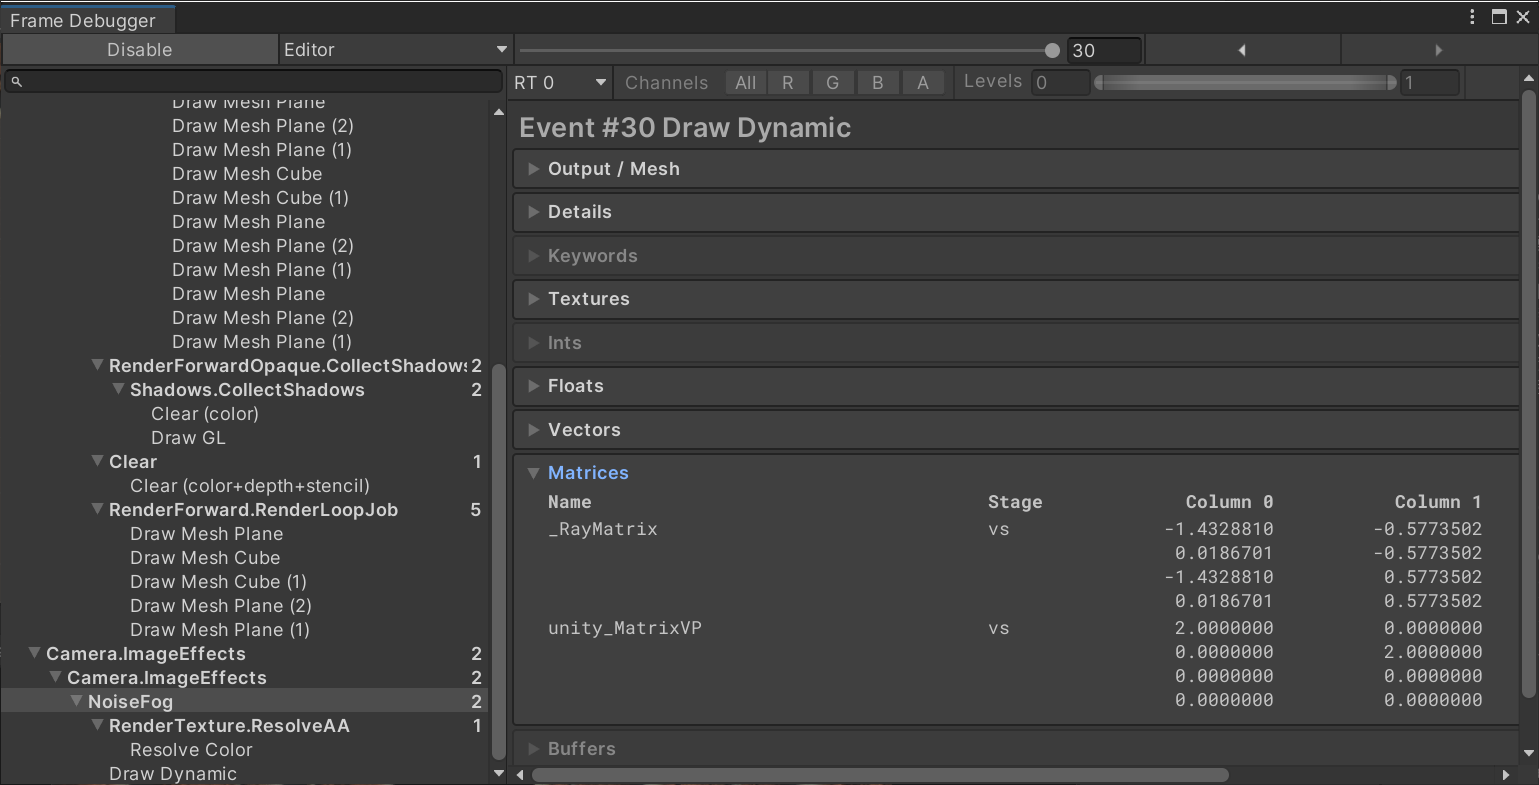 Frame Debugger
Disable
Editor
30
RT 0
Channels
All
R
G
B
A
Levels
0
1
Draw Mesh Plane
Draw Mesh Plane (2)
Draw Mesh Plane (1)
Draw Mesh Cube
Draw Mesh Cube (1)
Draw Mesh Plane
Draw Mesh Plane (2)
Draw Mesh Plane (1)
Draw Mesh Plane
Draw Mesh Plane (2)
Draw Mesh Plane (1)
RenderForwardOpaque.CollectShadows 2
Shadows.CollectShadows 2
Clear (color)
Draw GL
Clear 1
Clear (color+depth+stencil)
RenderForward.RenderLoopJob 5
Draw Mesh Plane
Draw Mesh Cube
Draw Mesh Cube (1)
Draw Mesh Plane (2)
Draw Mesh Plane (1)
Camera.ImageEffects 2
Camera.ImageEffects 2
NoiseFog 2
RenderTexture.ResolveAA 1
Resolve Color
Draw Dynamic
Event #30 Draw Dynamic
Output / Mesh
Details
Keywords
Textures
Ints
Floats
Vectors
Matrices
Name Stage Column 0 Column 1
_RayMatrix vs -1.4328810 -0.5773502
0.0186701 -0.5773502
-1.4328810 0.5773502
0.0186701 0.5773502
unity_MatrixVP vs 2.0000000 0.0000000
0.0000000 2.0000000
0.0000000 0.0000000
0.0000000 0.0000000
Buffers